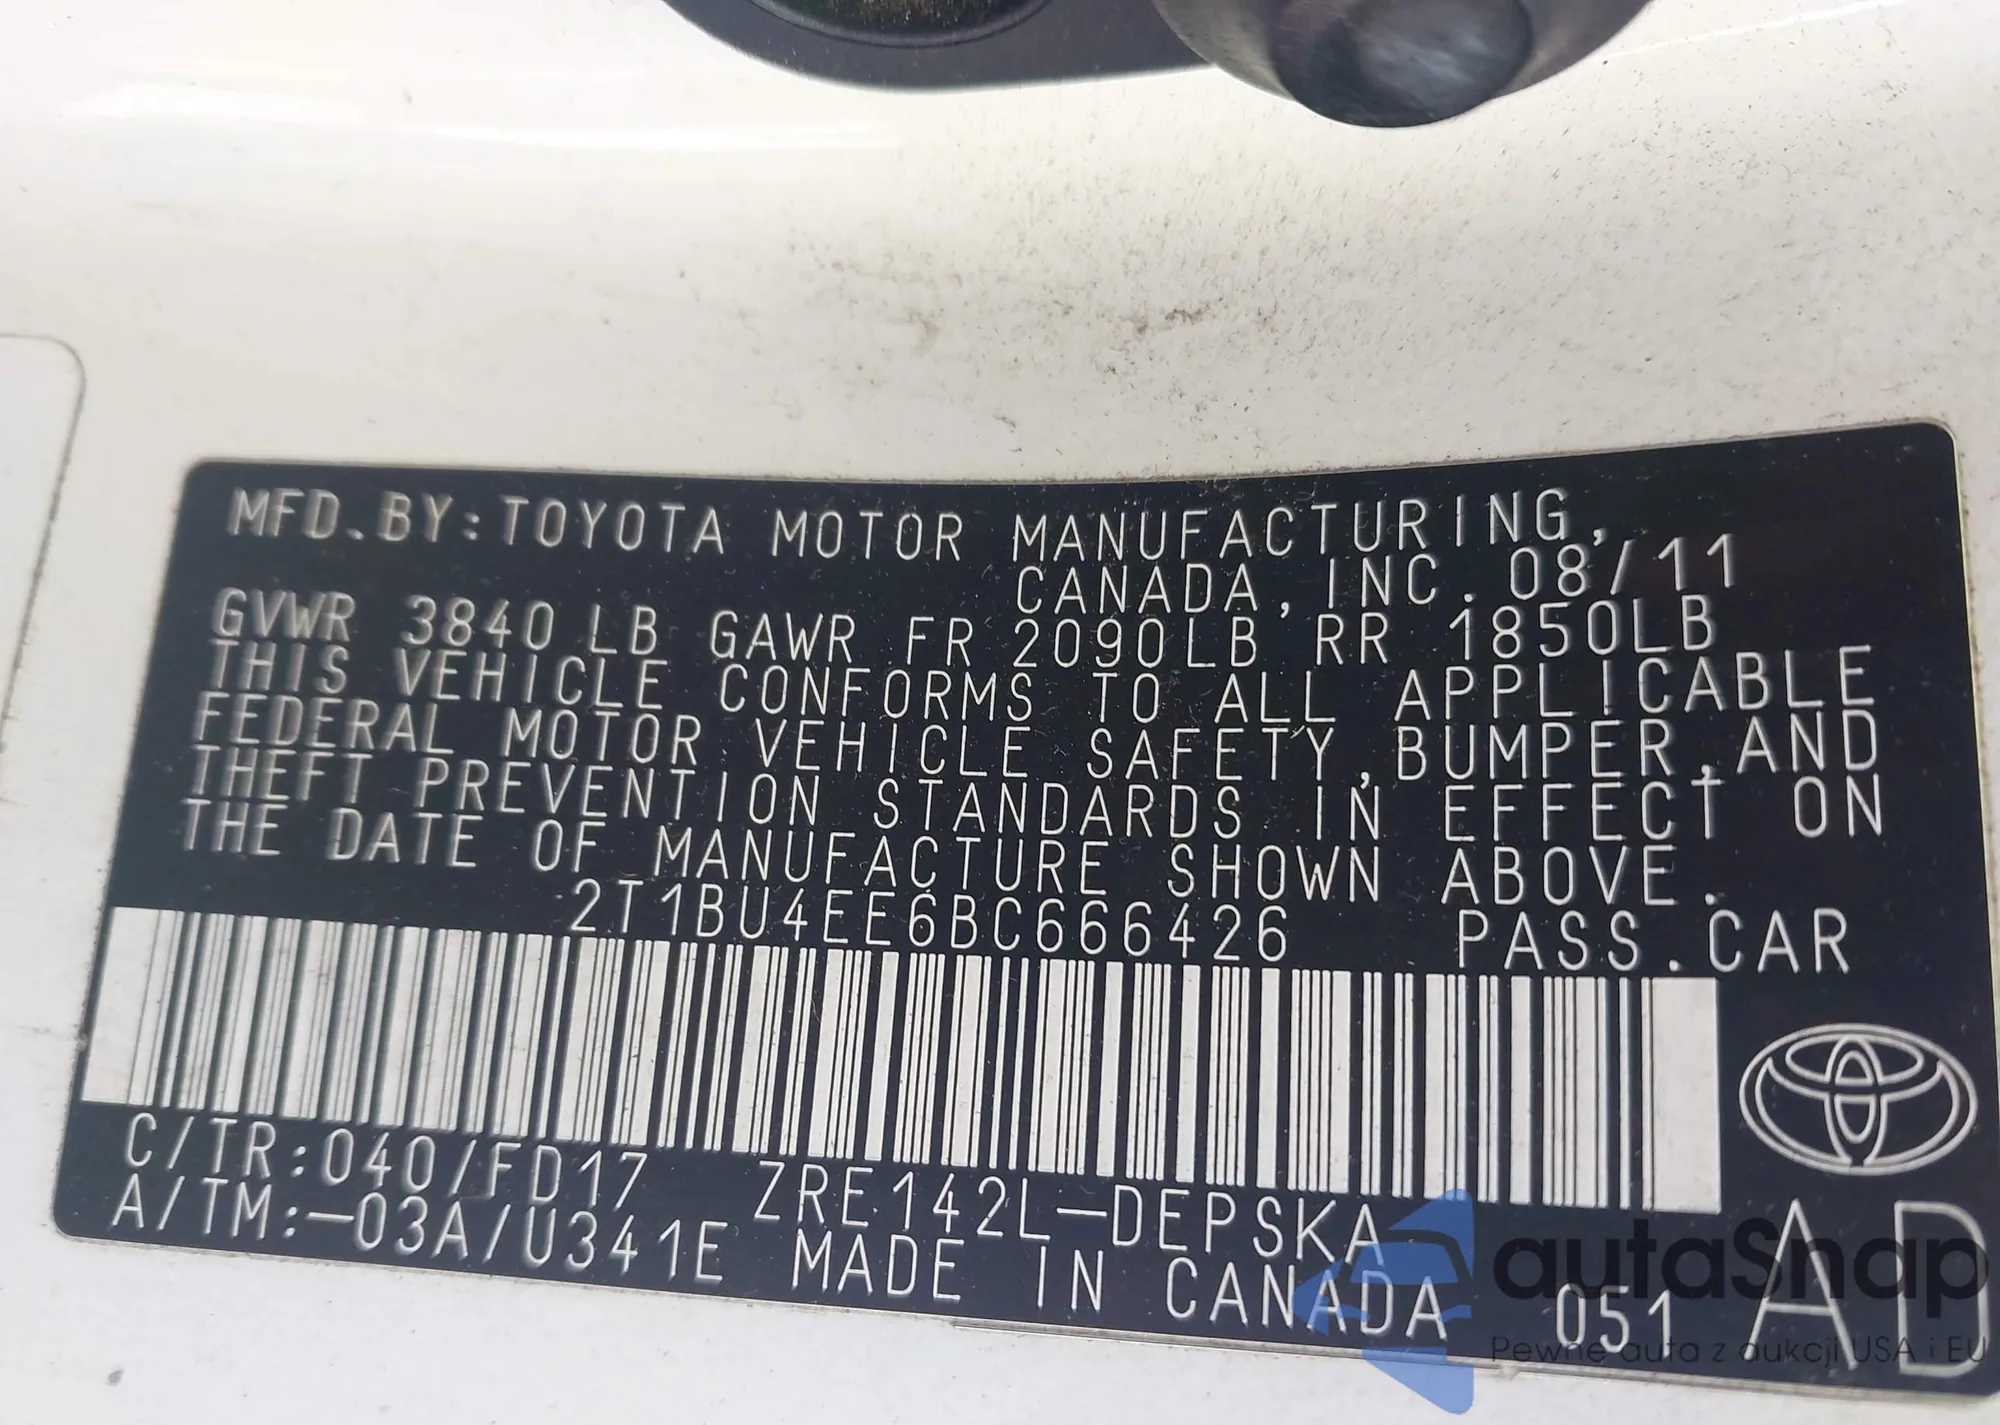 MFD.BY:TOYOTA MOTOR MANUFACTURING,
CANADA,INC. 08/11
GVWR 3840LB GAWR FR 2090LB RR 1850LB
THIS VEHICLE CONFORMS TO ALL APPLICABLE
FEDERAL MOTOR VEHICLE SAFETY,BUMPER,AND
THEFT PREVENTION STANDARDS IN EFFECT ON
THE DATE OF MANUFACTURE SHOWN ABOVE.
2T1BU4EE6BC666426 PASS.CAR
C/TR:040/FD17 ZRE142L-DEPSKA
A/TM:-03A/U341E MADE IN CANADA 051 AD
autaSnap
Pewne auta z aukcji USA i EU